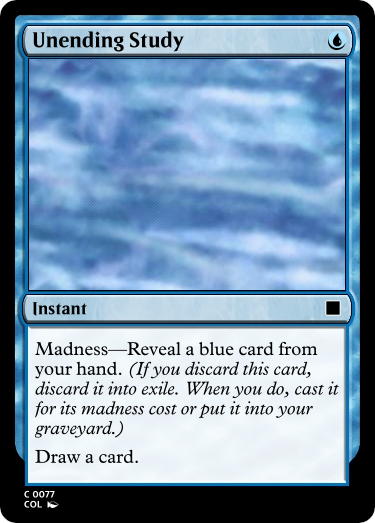 Unending Study
Instant
Madness—Reveal a blue card from
your hand. (If you discard this card,
discard it into exile. When you do, cast it
for its madness cost or put it into your
graveyard.)
Draw a card.
C 0077
COL